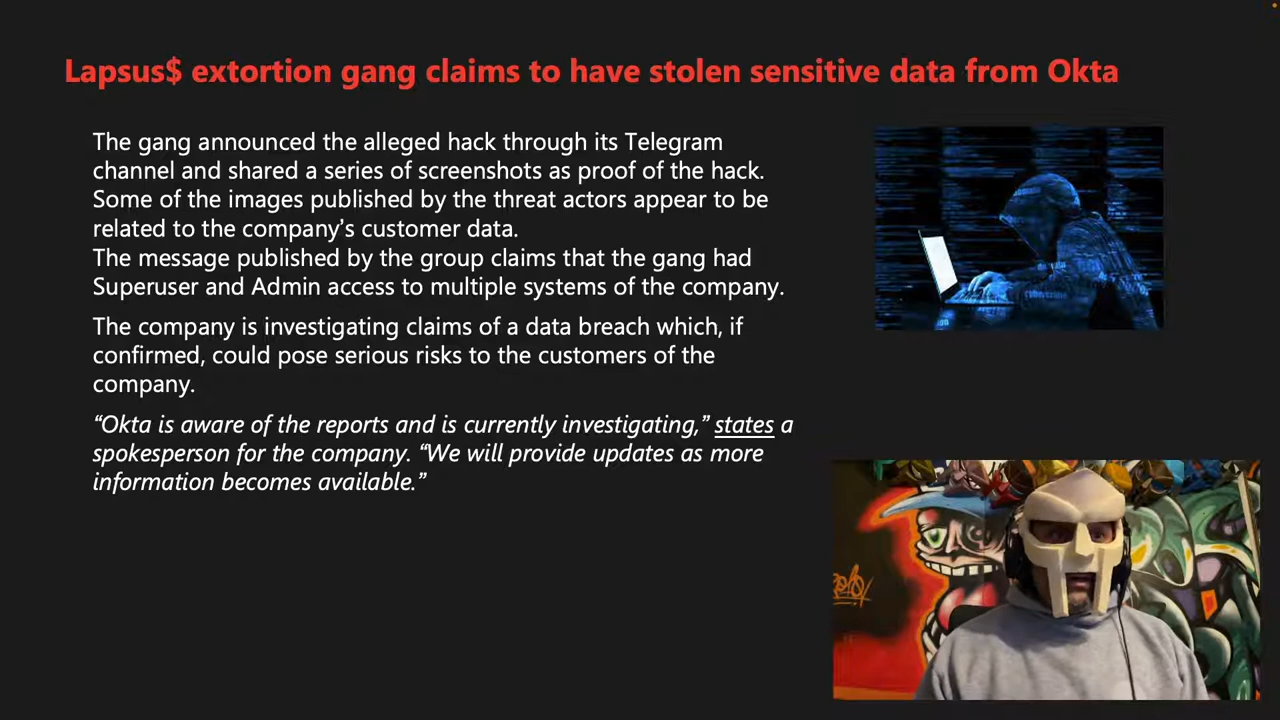 Lapsus$ extortion gang claims to have stolen sensitive data from Okta
The gang announced the alleged hack through its Telegram
channel and shared a series of screenshots as proof of the hack.
Some of the images published by the threat actors appear to be
related to the company’s customer data.
The message published by the group claims that the gang had
Superuser and Admin access to multiple systems of the company.
The company is investigating claims of a data breach which, if
confirmed, could pose serious risks to the customers of the
company.
“Okta is aware of the reports and is currently investigating,” states a
spokesperson for the company. “We will provide updates as more
information becomes available.”